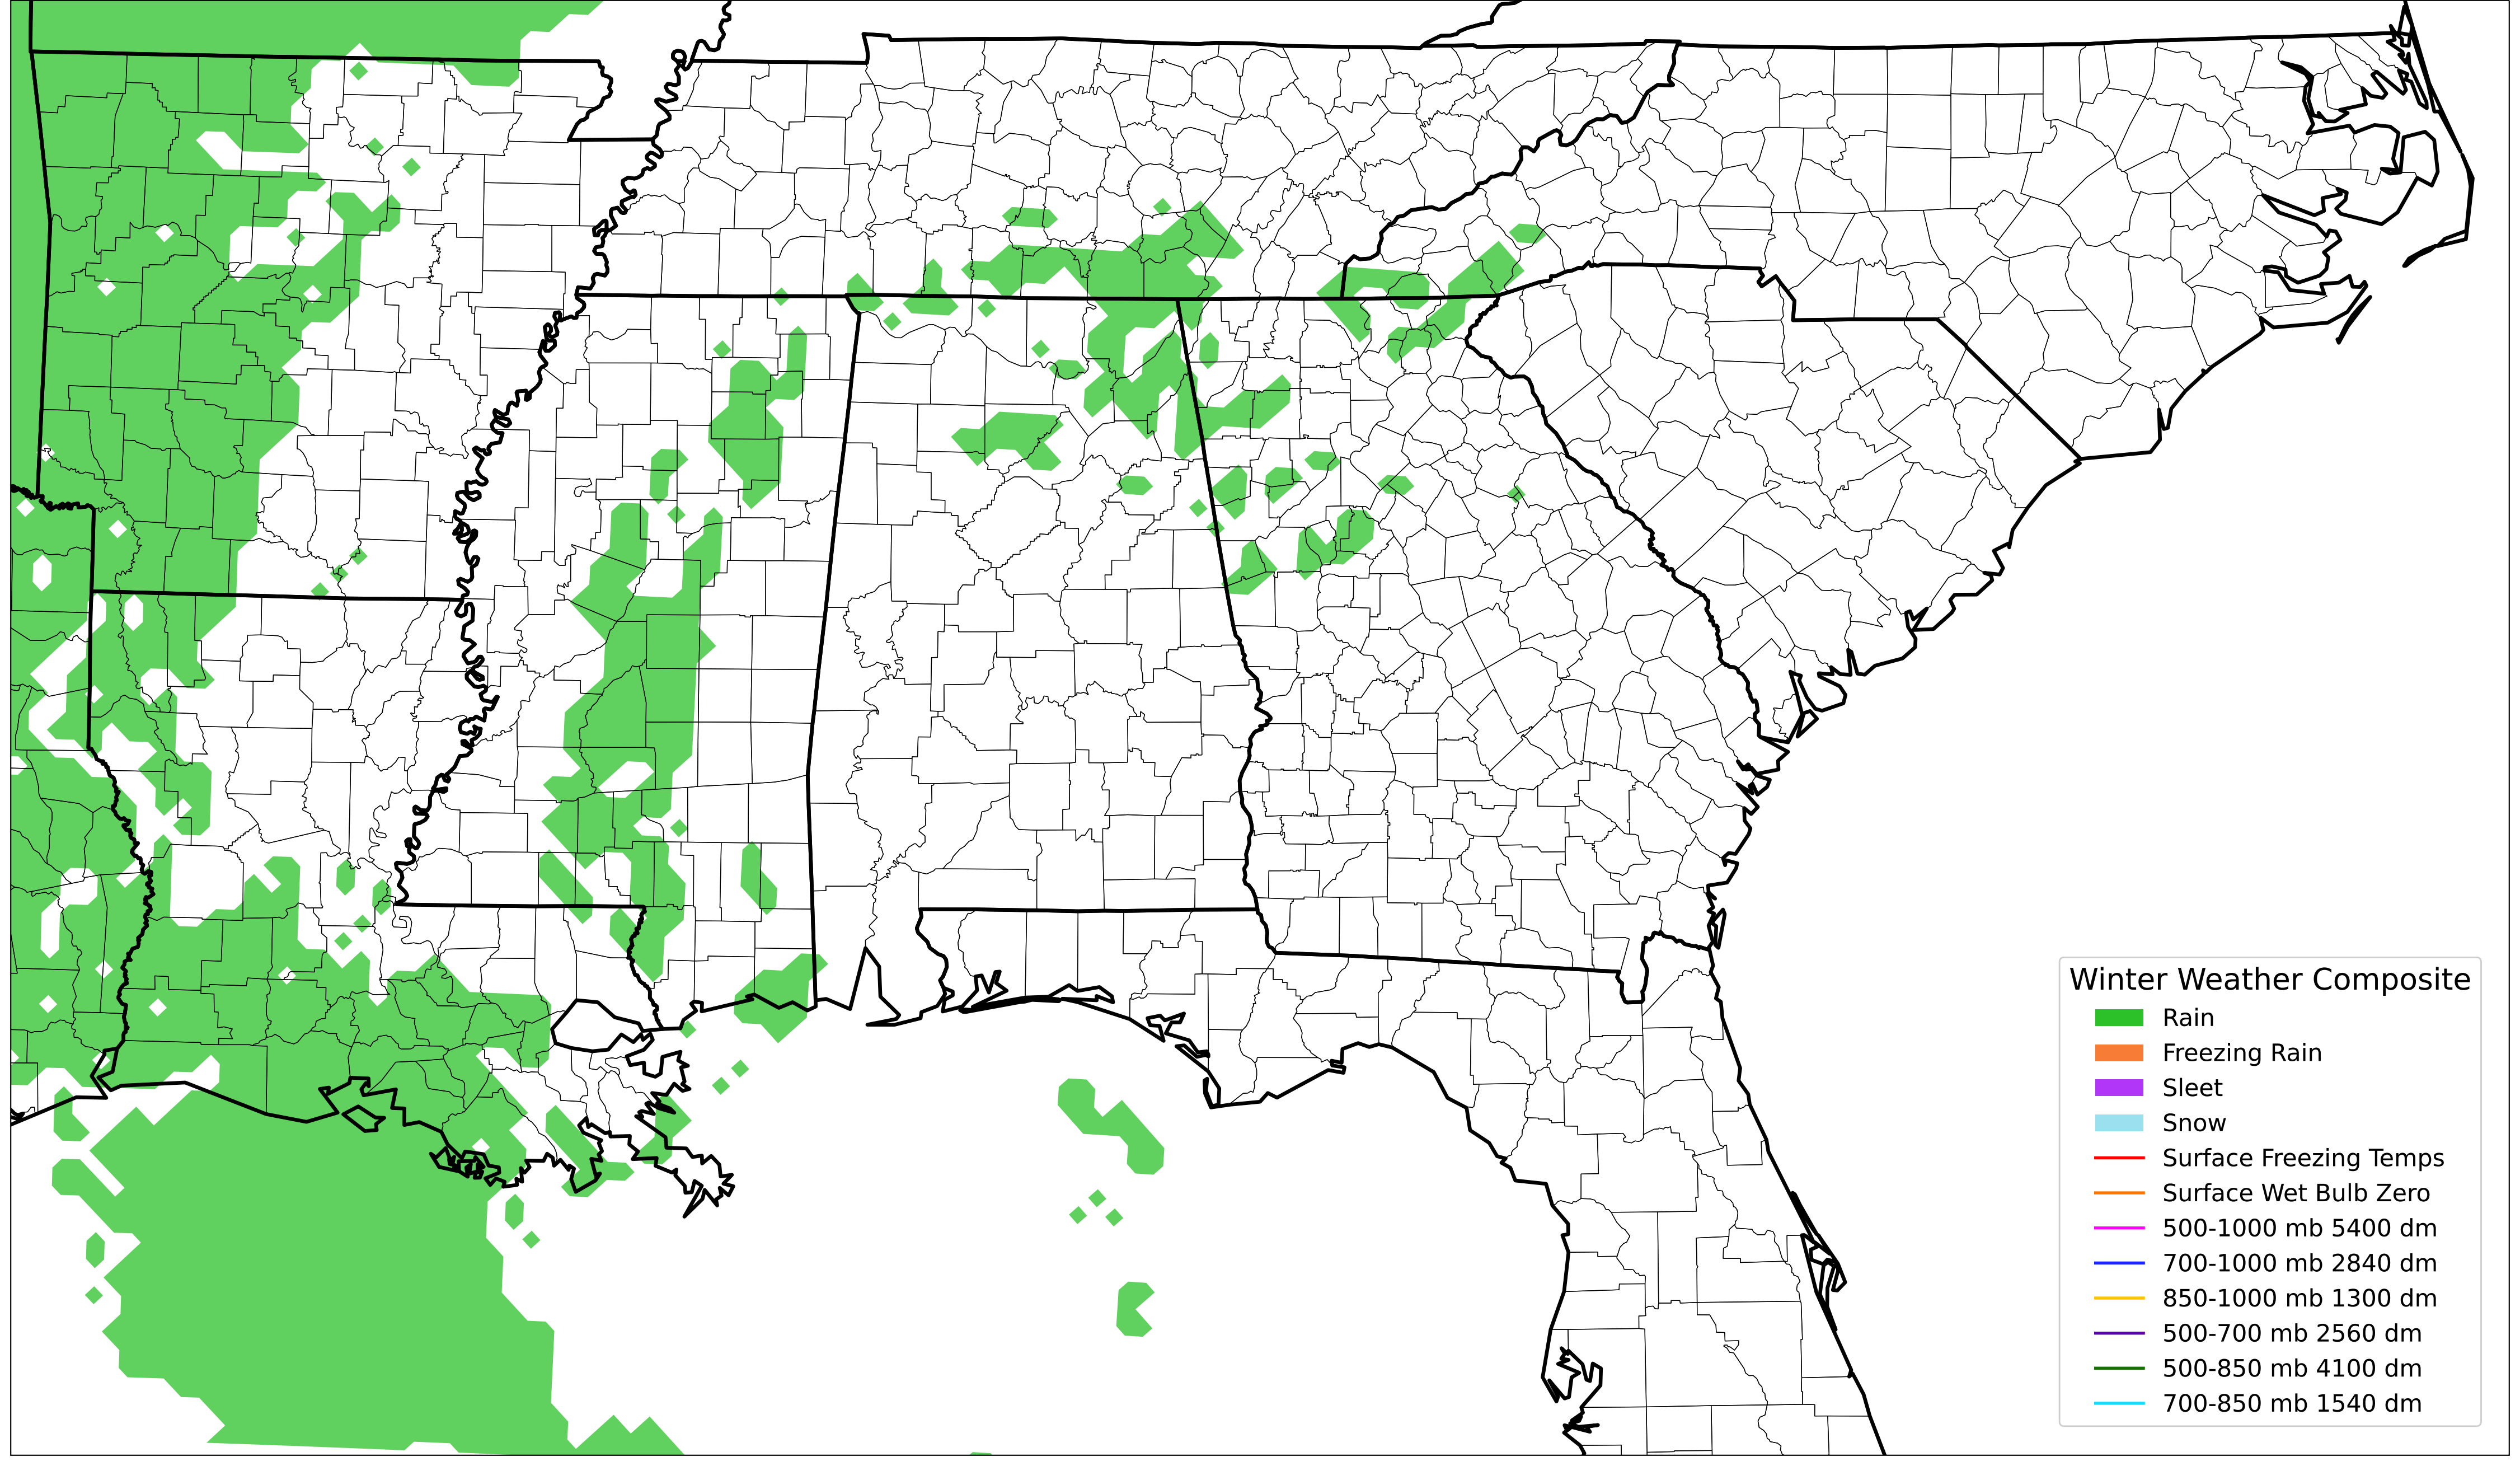 Winter Weather Composite
Rain
Freezing Rain
Sleet
Snow
Surface Freezing Temps
Surface Wet Bulb Zero
500-1000 mb 5400 dm
700-1000 mb 2840 dm
850-1000 mb 1300 dm
500-700 mb 2560 dm
500-850 mb 4100 dm
700-850 mb 1540 dm